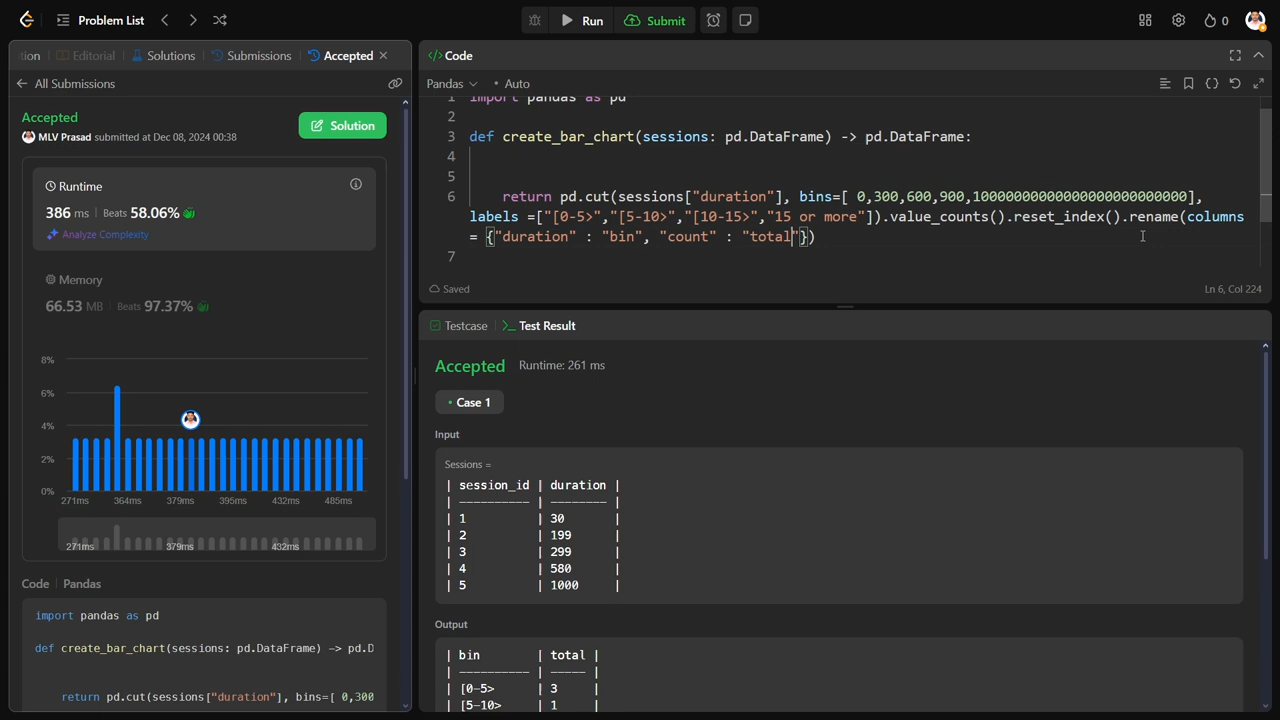 Problem List
Run
Submit
0
tion
Editorial
Solutions
Submissions
Accepted
All Submissions
Accepted
MLV Prasad submitted at Dec 08, 2024 00:38
Solution
Runtime
386 ms | Beats 58.06%
Analyze Complexity
Memory
66.53 MB | Beats 97.37%
8%
6%
4%
2%
0%
271ms 364ms 379ms 395ms 432ms 485ms
271ms 379ms 432ms
Code | Pandas
import pandas as pd
def create_bar_chart(sessions: pd.DataFrame) -> pd.D
return pd.cut(sessions["duration"], bins=[ 0,300
</> Code
Pandas • Auto
1 import pandas as pd
2
3 def create_bar_chart(sessions: pd.DataFrame) -> pd.DataFrame:
4
5
6 return pd.cut(sessions["duration"], bins=[ 0,300,600,900,10000000000000000000000000],
labels =["[0-5>","[5-10>","[10-15>","15 or more"]).value_counts().reset_index().rename(columns
= {"duration" : "bin", "count" : "total"})
7
Saved
Ln 6, Col 224
Testcase
Test Result
Accepted Runtime: 261 ms
• Case 1
Input
Sessions =
| session_id | duration |
| ---------- | -------- |
| 1 | 30 |
| 2 | 199 |
| 3 | 299 |
| 4 | 580 |
| 5 | 1000 |
Output
| bin | total |
| ---------- | ----- |
| [0-5> | 3 |
| [5-10> | 1 |